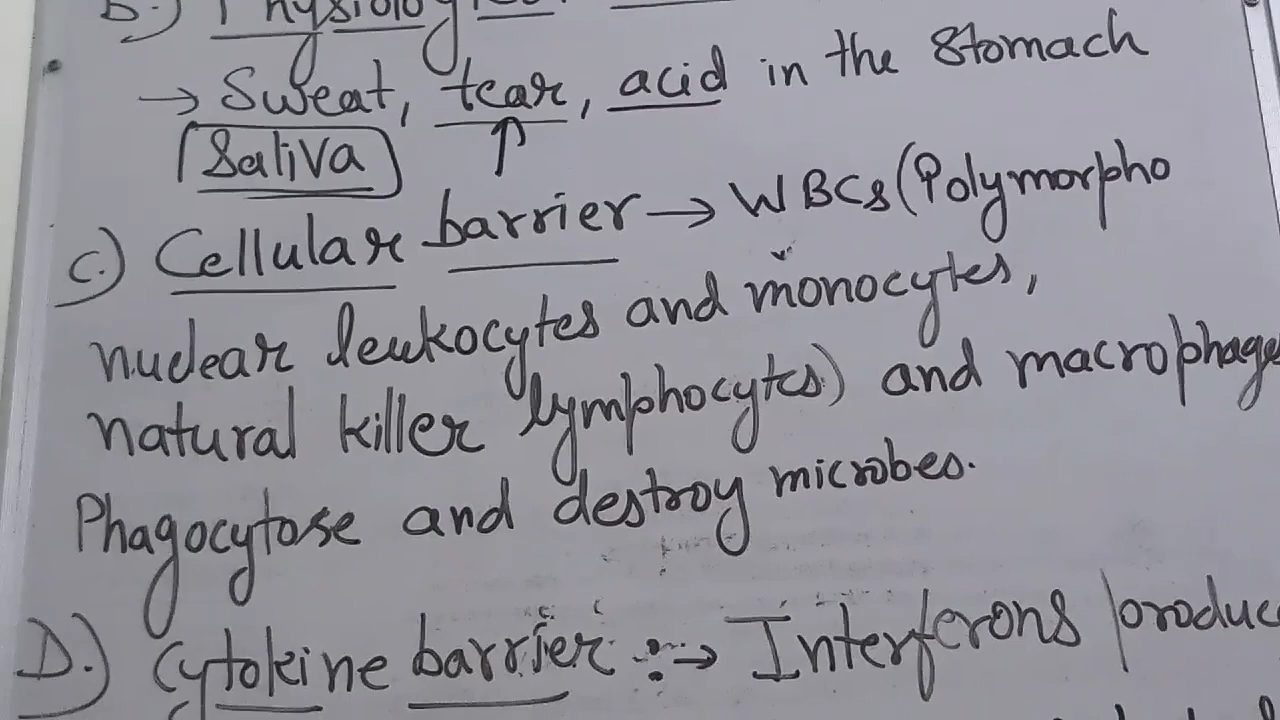 → Sweat, tear, acid in the stomach
Saliva
C.) Cellular barrier → WBCs (Polymorpho
nuclear leukocytes and monocytes,
natural killer lymphocytes) and macrophage
Phagocytose and destroy microbes.
D.) Cytokine barrier :→ Interferons produc